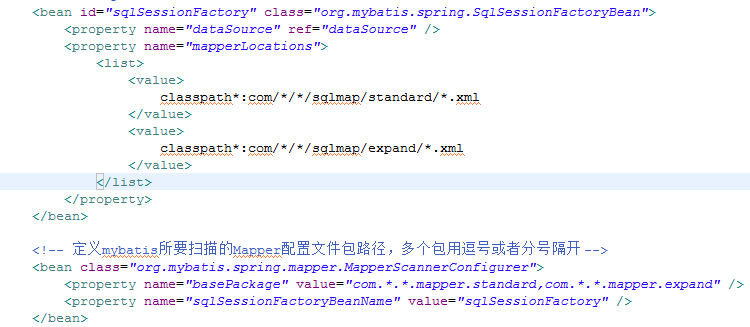 <bean id="sqlSessionFactory" class="org.mybatis.spring.SqlSessionFactoryBean">
<property name="dataSource" ref="dataSource" />
<property name="mapperLocations">
<list>
<value>
classpath*:com/*/*/sqlmap/standard/*.xml
</value>
<value>
classpath*:com/*/*/sqlmap/expand/*.xml
</value>
</list>
</property>
</bean>
<!-- 定义mybatis所要扫描的Mapper配置文件包路径，多个包用逗号或者分号隔开 -->
<bean class="org.mybatis.spring.mapper.MapperScannerConfigurer">
<property name="basePackage" value="com.*.*.mapper.standard,com.*.*.mapper.expand" />
<property name="sqlSessionFactoryBeanName" value="sqlSessionFactory" />
</bean>